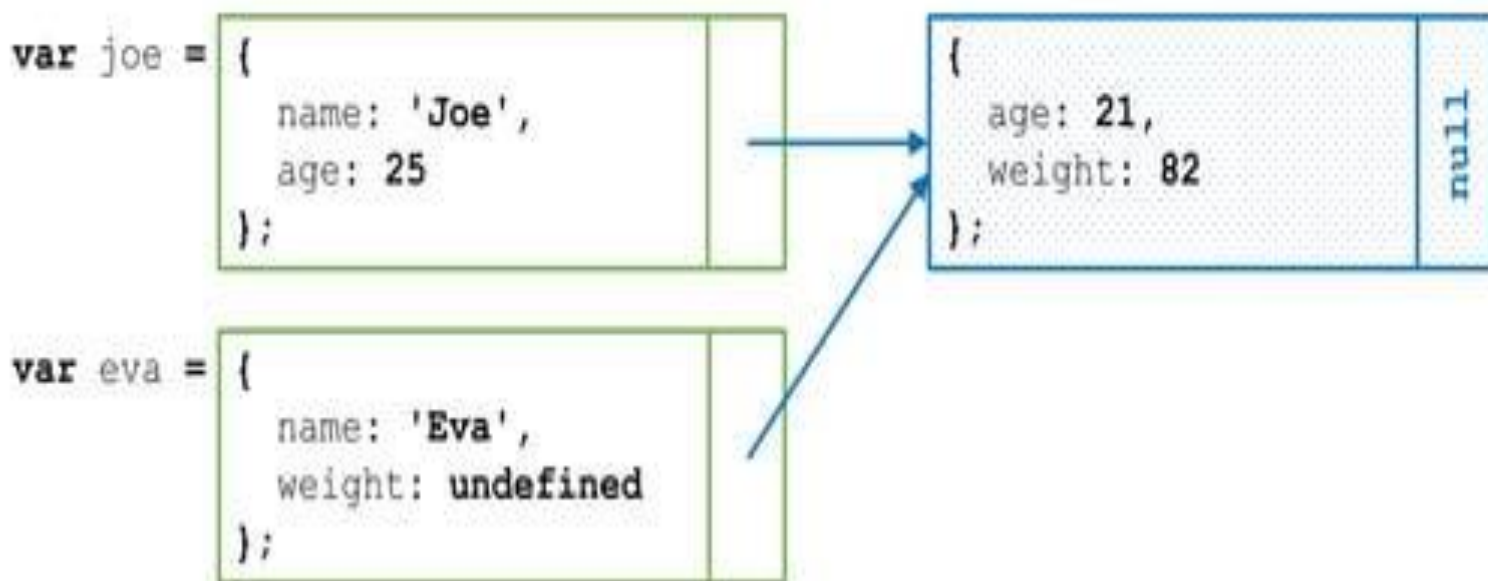 var joe = {
name: 'Joe',
age: 25
};
{
age: 21,
weight: 82
};
null
var eva = {
name: 'Eva',
weight: undefined
};